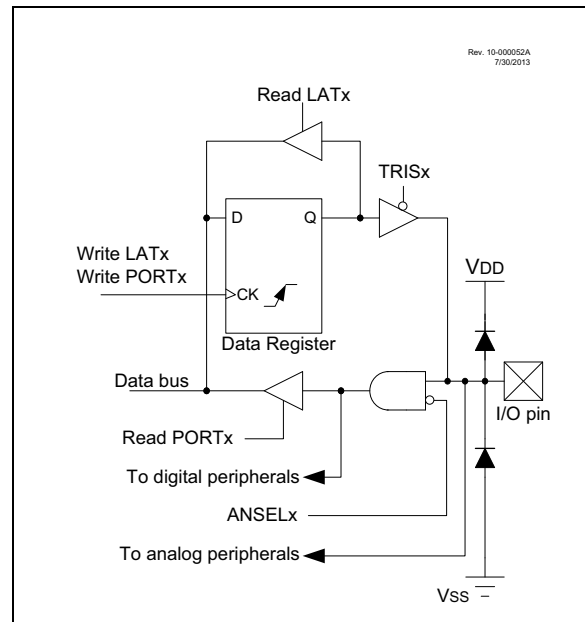 Rev. 10-000052A
7/30/2013
Read LATx
TRISx
D Q
Write LATx
Write PORTx
CK
VDD
Data Register
Data bus
I/O pin
Read PORTx
To digital peripherals
ANSELx
To analog peripherals
VSS